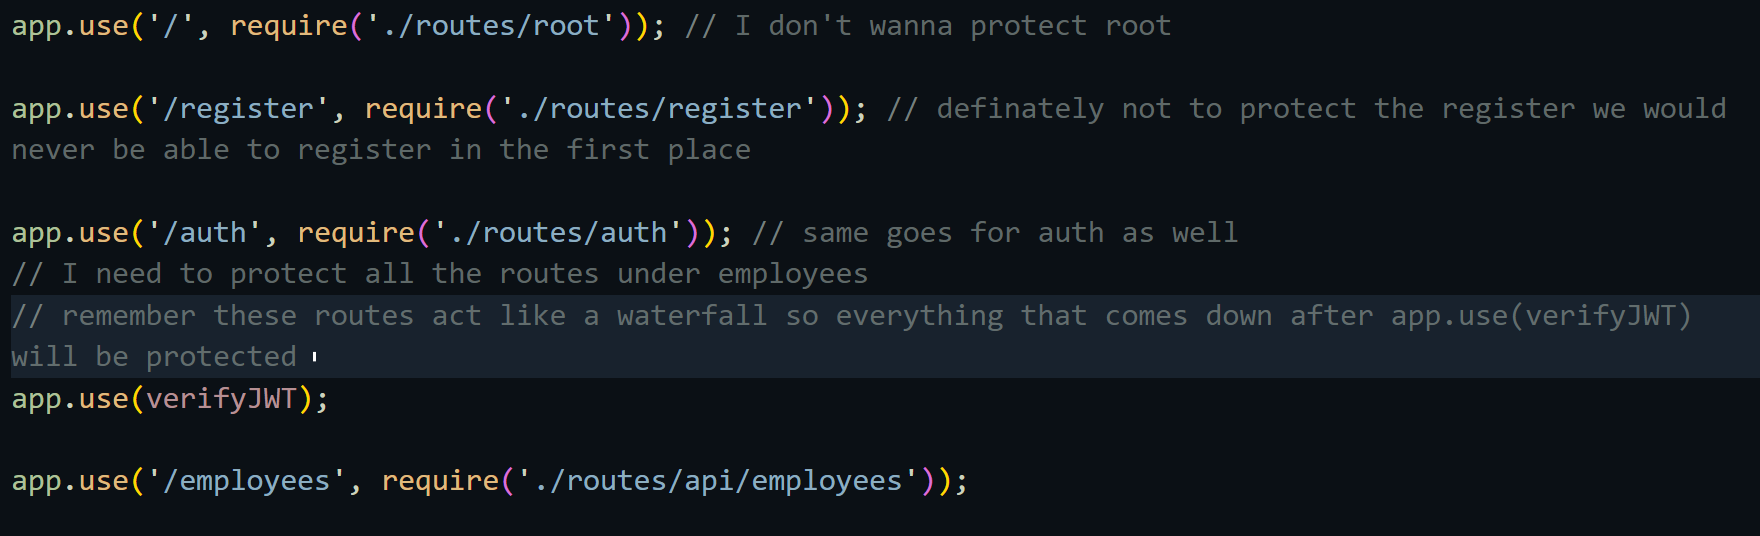 app.use('/', require('./routes/root')); // I don't wanna protect root
app.use('/register', require('./routes/register')); // definately not to protect the register we would
never be able to register in the first place
app.use('/auth', require('./routes/auth')); // same goes for auth as well
// I need to protect all the routes under employees
// remember these routes act like a waterfall so everything that comes down after app.use(verifyJWT)
will be protected
app.use(verifyJWT);
app.use('/employees', require('./routes/api/employees'));